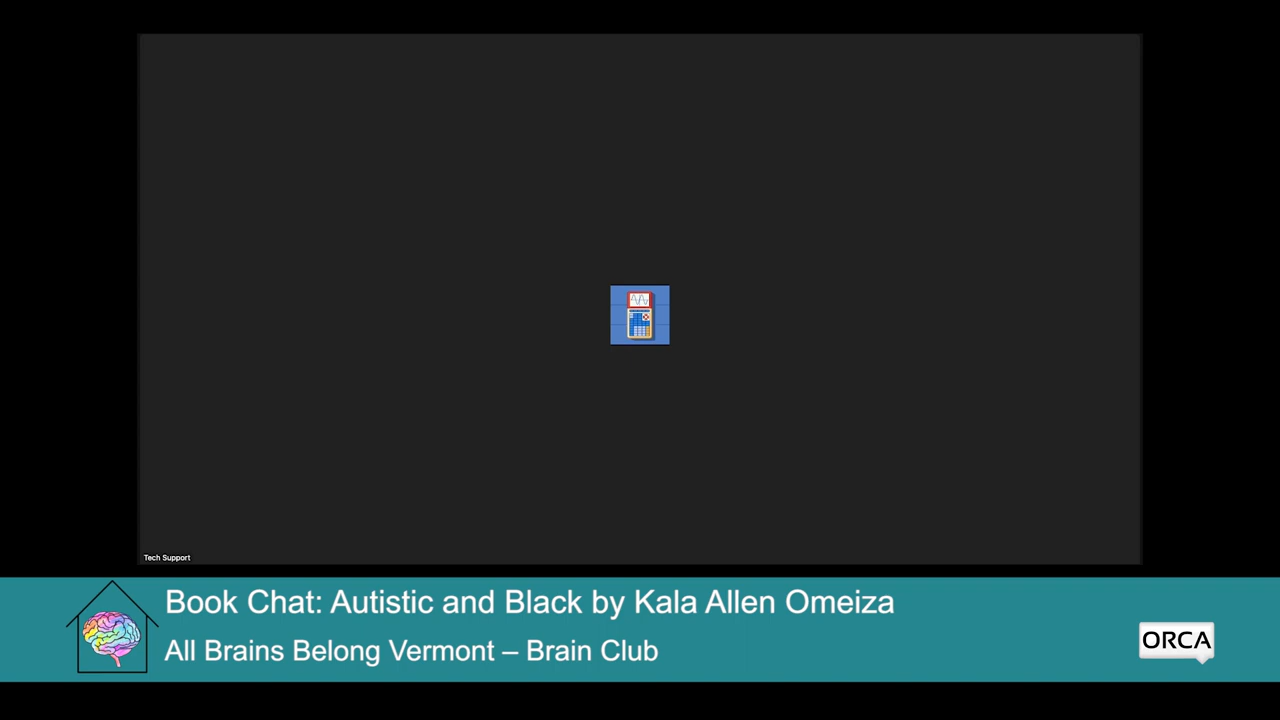 Tech Support
Book Chat: Autistic and Black by Kala Allen Omeiza
All Brains Belong Vermont – Brain Club
ORCA